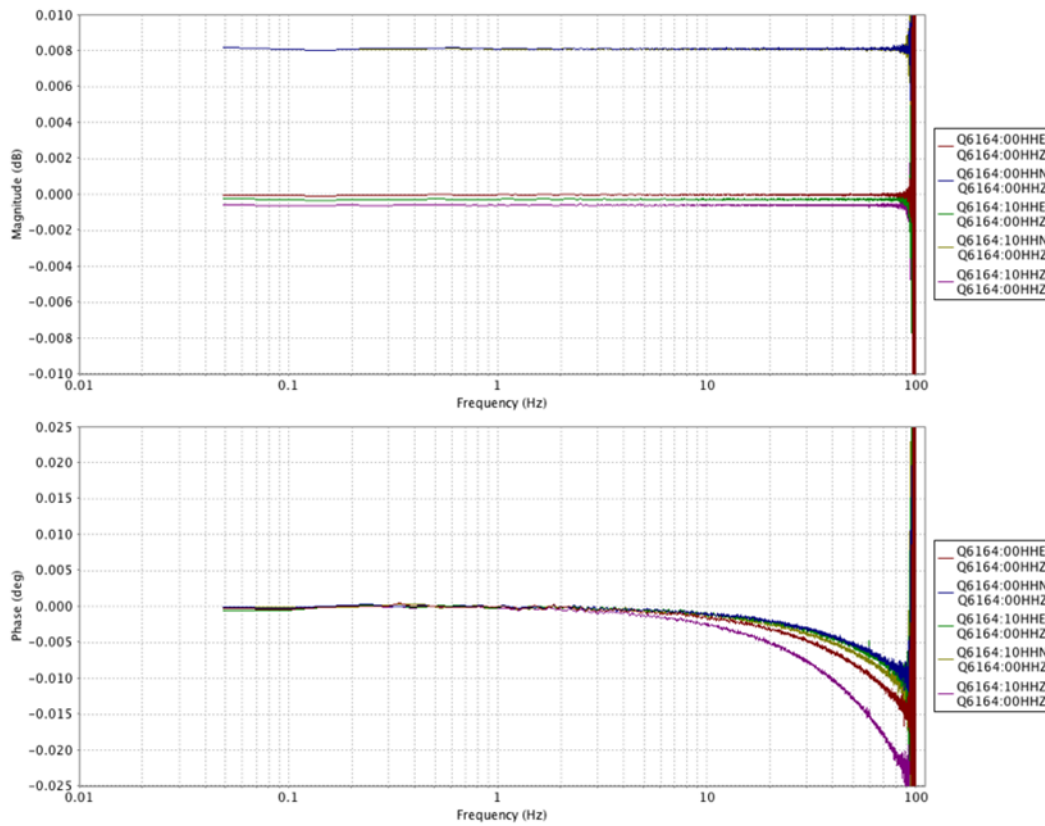 0.010
0.008
0.006
0.004
0.002
0.000
−0.002
−0.004
−0.006
−0.008
−0.010
Magnitude (dB)
0.01
0.1
1
10
100
Frequency (Hz)
Q6164:00HHE
Q6164:00HHZ
Q6164:00HHN
Q6164:00HHZ
Q6164:10HHE
Q6164:00HHZ
Q6164:10HHN
Q6164:00HHZ
Q6164:10HHZ
Q6164:00HHZ
0.025
0.020
0.015
0.010
0.005
0.000
−0.005
−0.010
−0.015
−0.020
−0.025
Phase (deg)
0.01
0.1
1
10
100
Frequency (Hz)
Q6164:00HHE
Q6164:00HHZ
Q6164:00HHN
Q6164:00HHZ
Q6164:10HHE
Q6164:00HHZ
Q6164:10HHN
Q6164:00HHZ
Q6164:10HHZ
Q6164:00HHZ